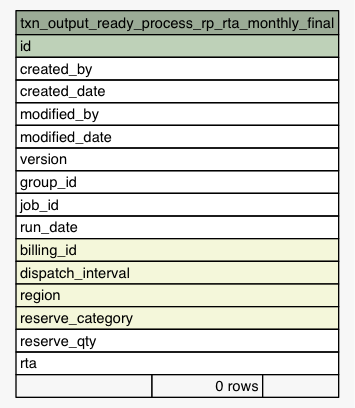 txn_output_ready_process_rp_rta_monthly_final
id
created_by
created_date
modified_by
modified_date
version
group_id
job_id
run_date
billing_id
dispatch_interval
region
reserve_category
reserve_qty
rta
0 rows